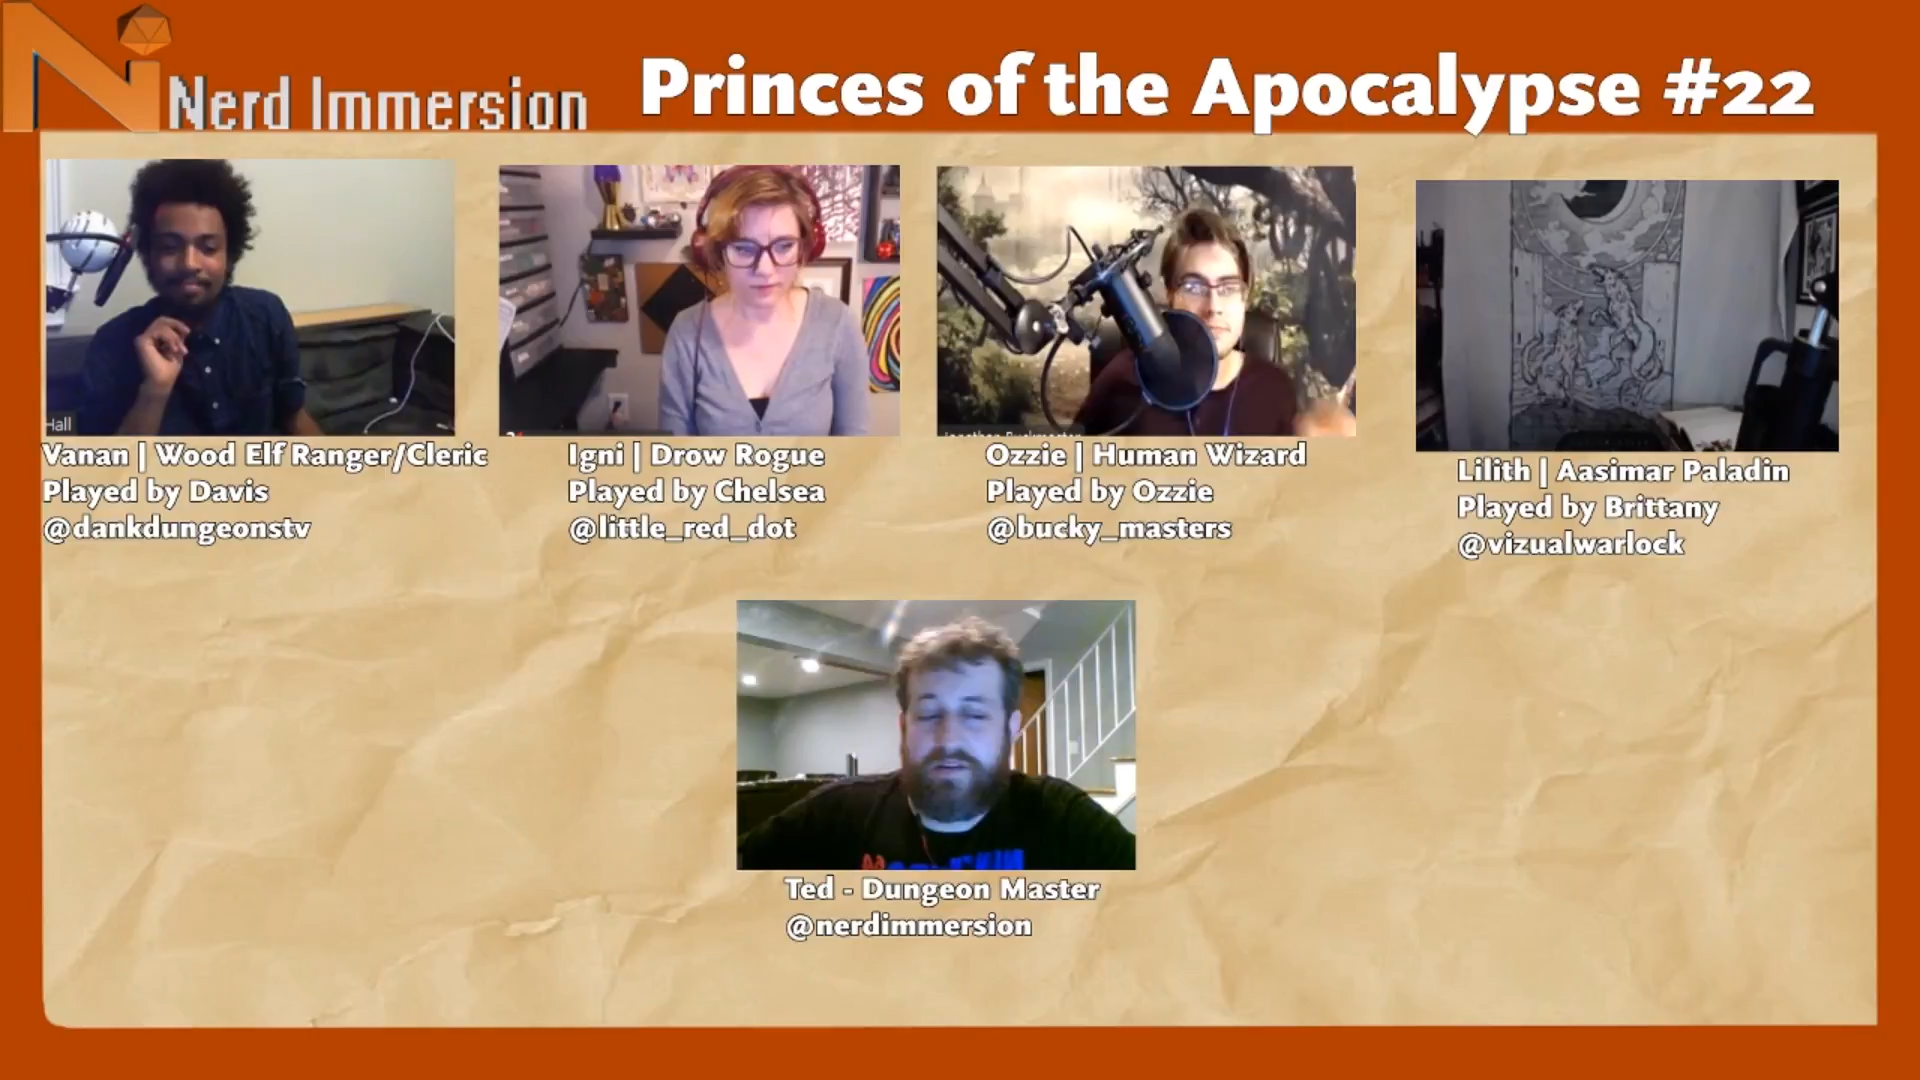 Nerd Immersion
Princes of the Apocalypse #22
Hall
Vanan | Wood Elf Ranger/Cleric
Played by Davis
@dankdungeonstv
Igni | Drow Rogue
Played by Chelsea
@little_red_dot
Ozzie | Human Wizard
Played by Ozzie
@bucky_masters
Lilith | Aasimar Paladin
Played by Brittany
@vizualwarlock
Ted - Dungeon Master
@nerdimmersion